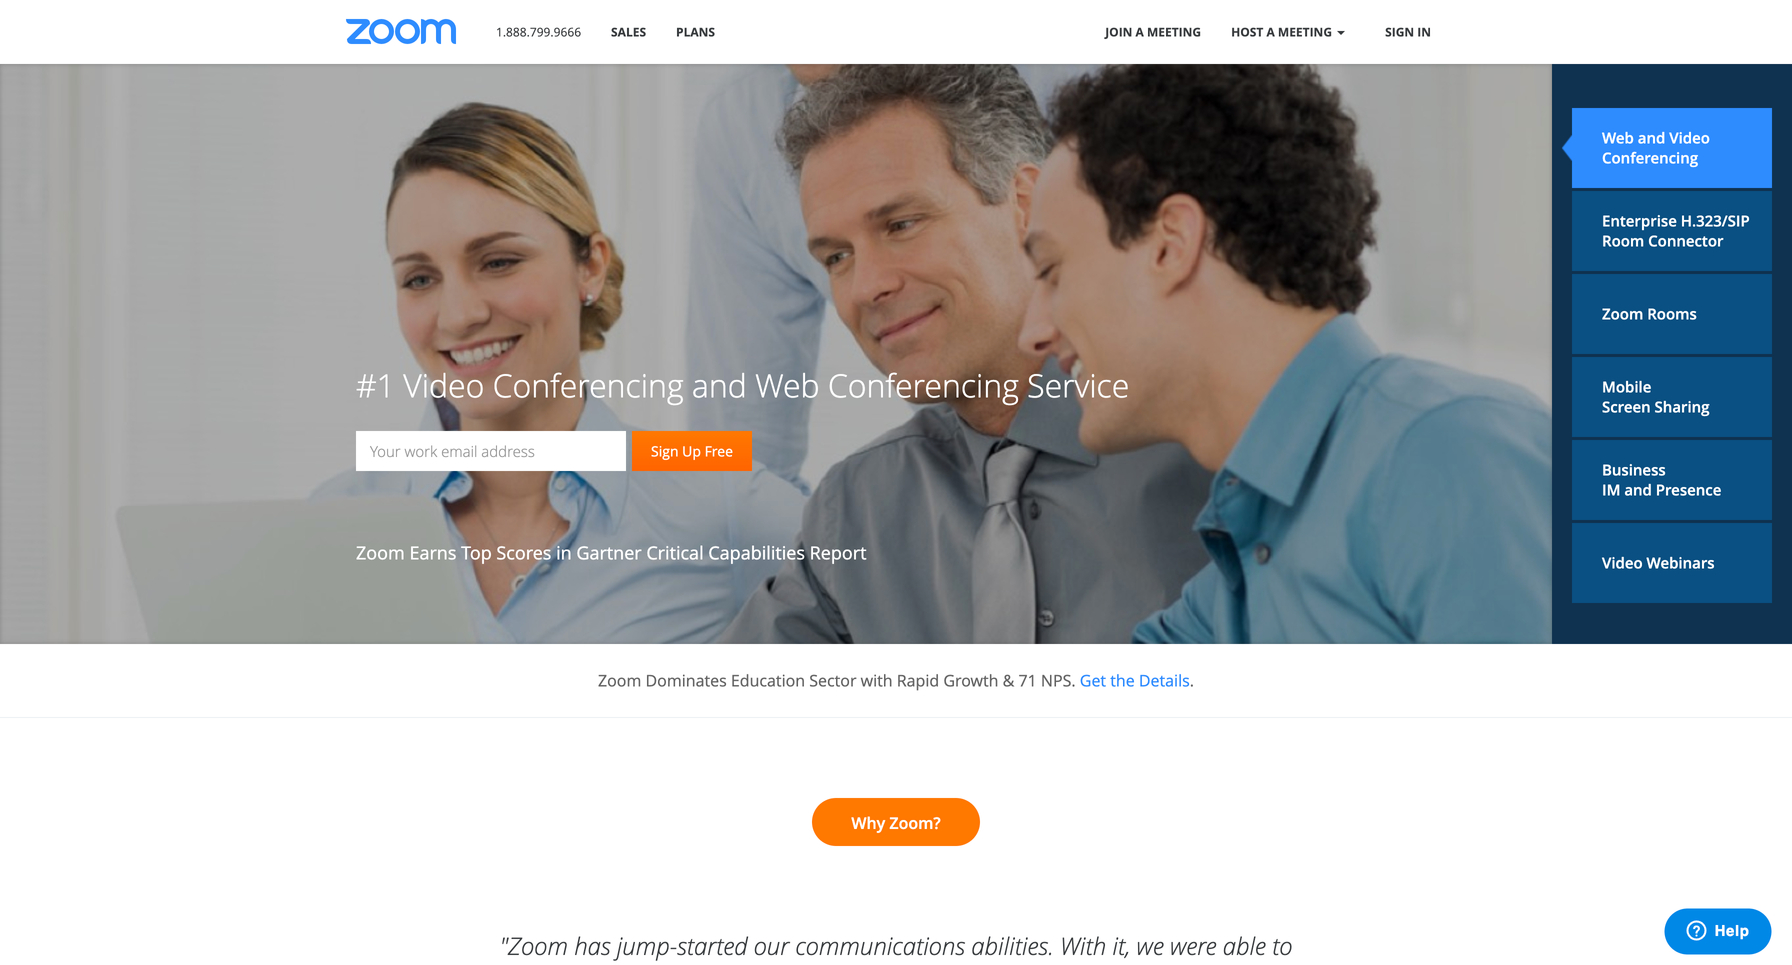 zoom
1.888.799.9666
SALES
PLANS
JOIN A MEETING
HOST A MEETING
SIGN IN
Web and Video
Conferencing
Enterprise H.323/SIP
Room Connector
Zoom Rooms
Mobile
Screen Sharing
Business
IM and Presence
Video Webinars
#1 Video Conferencing and Web Conferencing Service
Your work email address
Sign Up Free
Zoom Earns Top Scores in Gartner Critical Capabilities Report
Zoom Dominates Education Sector with Rapid Growth & 71 NPS. Get the Details.
Why Zoom?
"Zoom has jump-started our communications abilities. With it, we were able to
Help